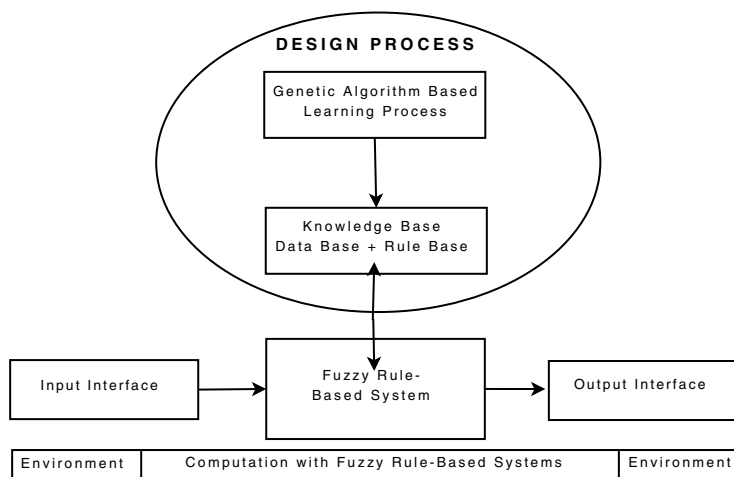 DESIGN PROCESS
Genetic Algorithm Based
Learning Process
Knowledge Base
Data Base + Rule Base
Input Interface
Fuzzy Rule-
Based System
Output Interface
Environment
Computation with Fuzzy Rule-Based Systems
Environment